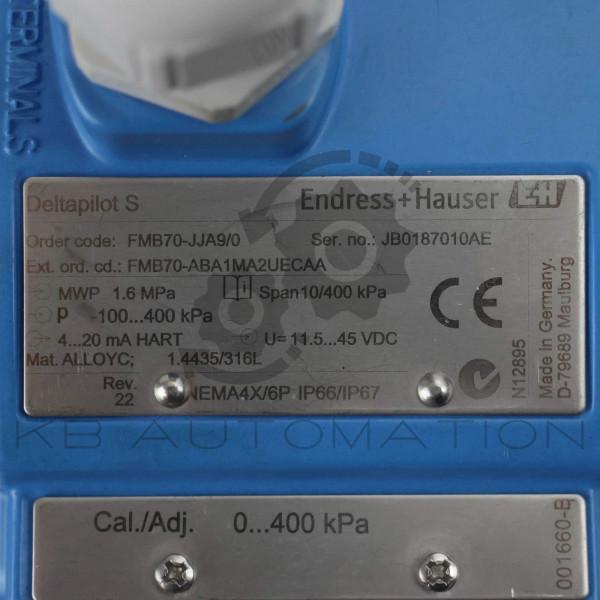 TERMINALS
Deltapilot S
Endress+Hauser EH
Order code: FMB70-JJA9/0 Ser. no.: JB0187010AE
Ext. ord. cd.: FMB70-ABA1MA2UECAA
MWP 1.6 MPa Span10/400 kPa
p -100...400 kPa
4...20 mA HART U= 11.5...45 VDC
Mat. ALLOYC; 1.4435/316L
Rev. 22
NEMA4X/6P IP66/IP67
CE
N12895
Made in Germany.
D-79689 Maulburg
KB AUTOMATION
Cal./Adj. 0...400 kPa
001660-B